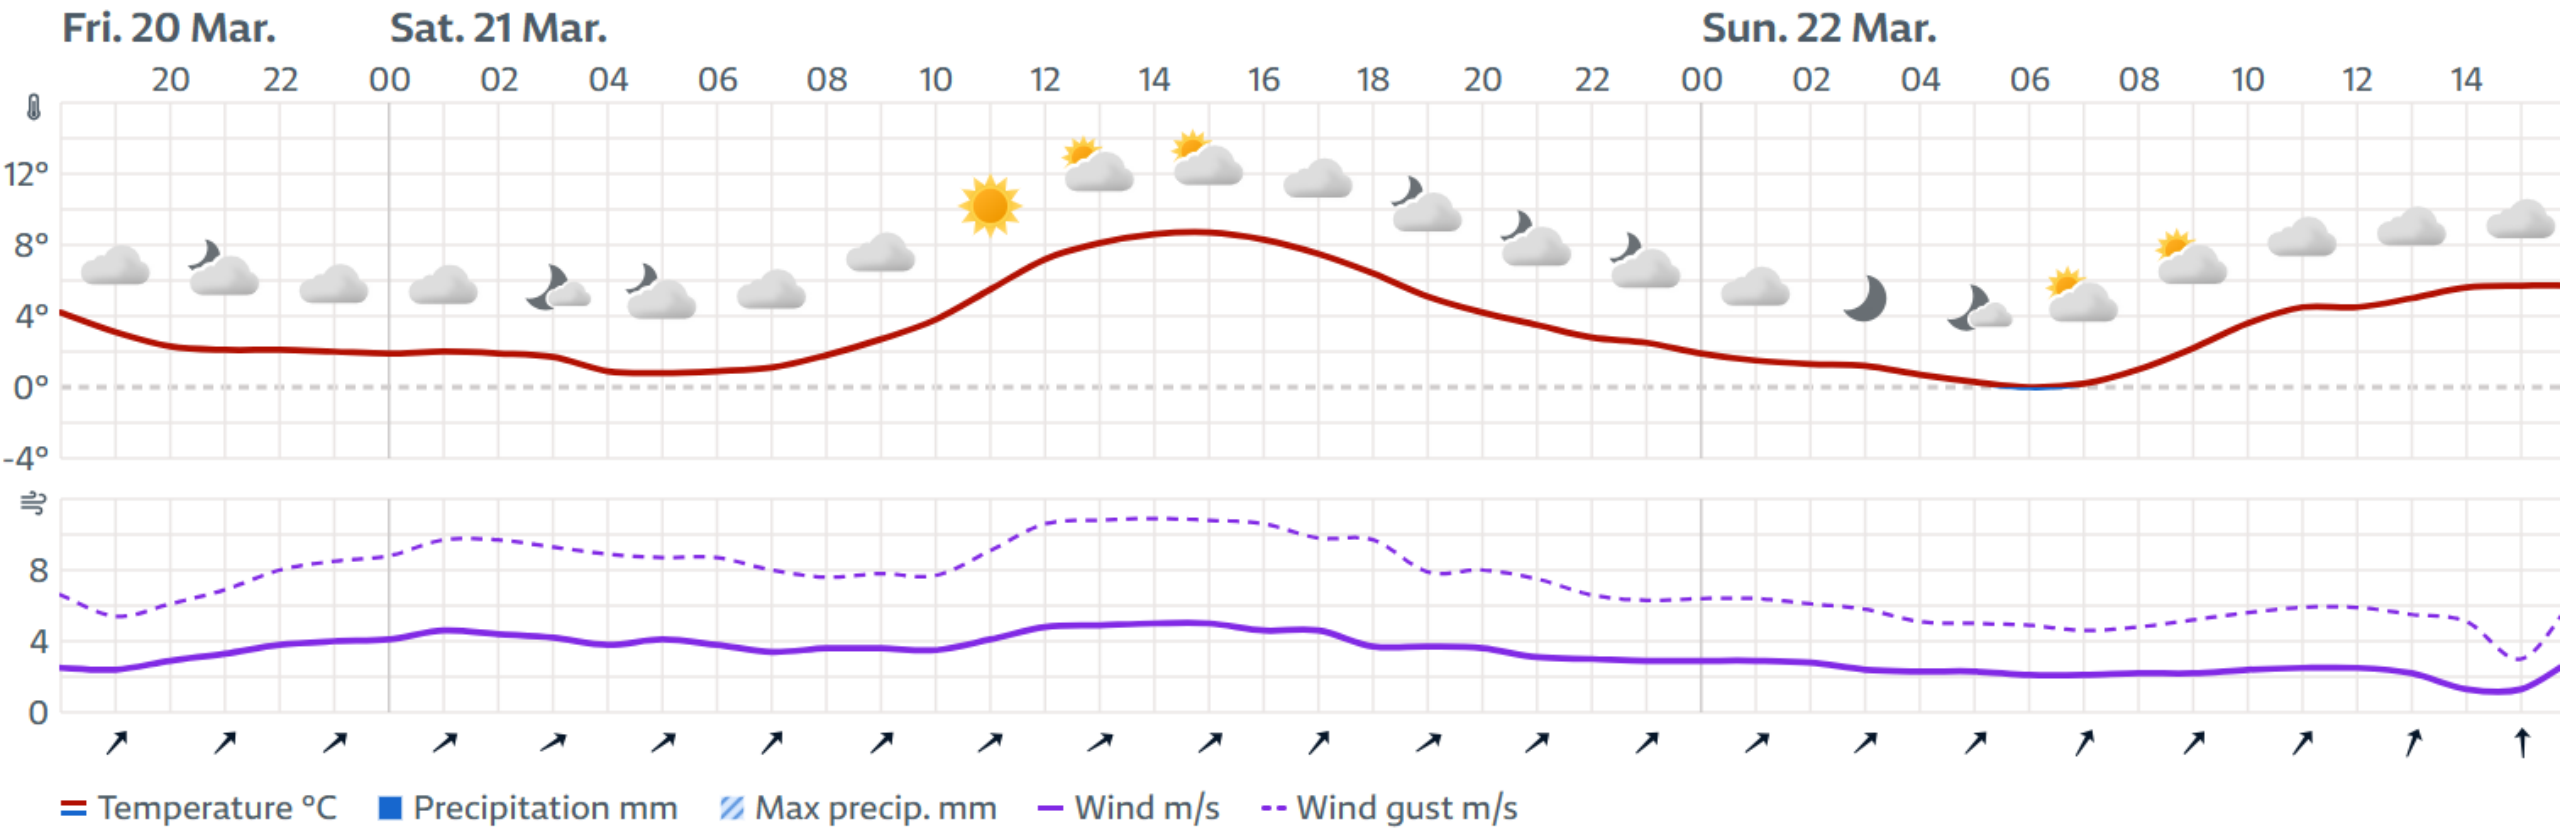 Fri. 20 Mar. Sat. 21 Mar. Sun. 22 Mar.
20 22 00 02 04 06 08 10 12 14 16 18 20 22 00 02 04 06 08 10 12 14
12°
8°
4°
0°
-4°
8
4
0
Temperature °C Precipitation mm Max precip. mm Wind m/s Wind gust m/s